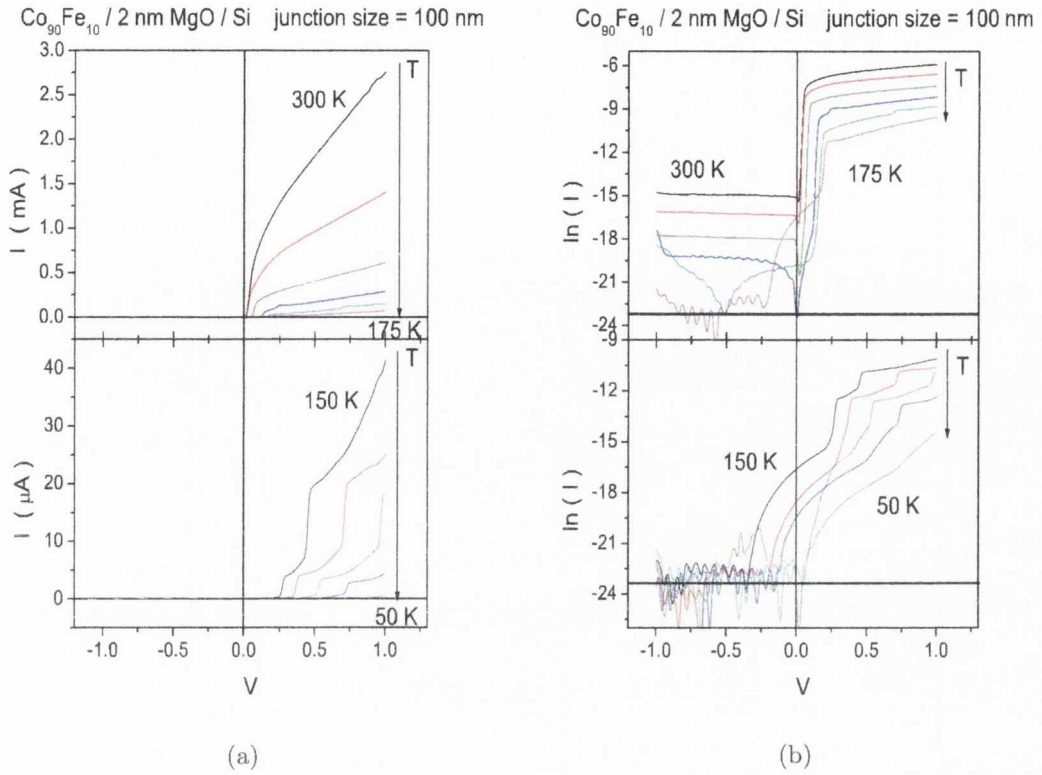 Co₉₀Fe₁₀ / 2 nm MgO / Si junction size = 100 nm
3.0
2.5
2.0
1.5
1.0
0.5
0.0
I ( mA )
300 K
T
175 K
40
30
20
10
0
I ( μA )
150 K
T
50 K
-1.0 -0.5 0.0 0.5 1.0
V
(a)
Co₉₀Fe₁₀ / 2 nm MgO / Si junction size = 100 nm
-6
-9
-12
-15
-18
-21
-24
ln ( I )
T
300 K
175 K
-9
-12
-15
-18
-21
-24
ln ( I )
T
150 K
50 K
-1.0 -0.5 0.0 0.5 1.0
V
(b)